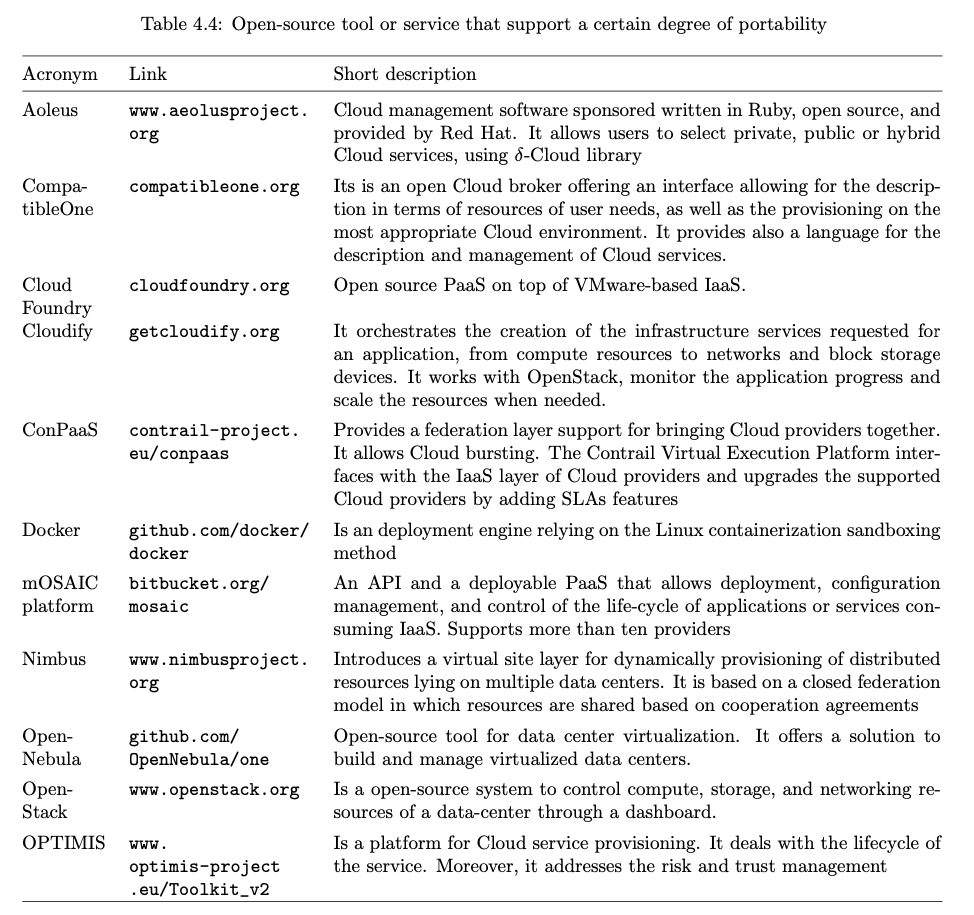 Table 4.4: Open-source tool or service that support a certain degree of portability
Acronym Link Short description
Aoleus www.aeolusproject. Cloud management software sponsored written in Ruby, open source, and
org provided by Red Hat. It allows users to select private, public or hybrid
Cloud services, using δ-Cloud library
Compa- compatibleone.org Its is an open Cloud broker offering an interface allowing for the descrip-
tibleOne tion in terms of resources of user needs, as well as the provisioning on the
most appropriate Cloud environment. It provides also a language for the
description and management of Cloud services.
Cloud cloudfoundry.org Open source PaaS on top of VMware-based IaaS.
Foundry
Cloudify getcloudify.org It orchestrates the creation of the infrastructure services requested for
an application, from compute resources to networks and block storage
devices. It works with OpenStack, monitor the application progress and
scale the resources when needed.
ConPaaS contrail-project. Provides a federation layer support for bringing Cloud providers together.
eu/conpaas It allows Cloud bursting. The Contrail Virtual Execution Platform inter-
faces with the IaaS layer of Cloud providers and upgrades the supported
Cloud providers by adding SLAs features
Docker github.com/docker/ Is an deployment engine relying on the Linux containerization sandboxing
docker method
mOSAIC bitbucket.org/ An API and a deployable PaaS that allows deployment, configuration
platform mosaic management, and control of the life-cycle of applications or services con-
suming IaaS. Supports more than ten providers
Nimbus www.nimbusproject. Introduces a virtual site layer for dynamically provisioning of distributed
org resources lying on multiple data centers. It is based on a closed federation
model in which resources are shared based on cooperation agreements
Open- github.com/ Open-source tool for data center virtualization. It offers a solution to
Nebula OpenNebula/one build and manage virtualized data centers.
Open- www.openstack.org Is a open-source system to control compute, storage, and networking re-
Stack sources of a data-center through a dashboard.
OPTIMIS www. Is a platform for Cloud service provisioning. It deals with the lifecycle of
optimis-project the service. Moreover, it addresses the risk and trust management
.eu/Toolkit_v2